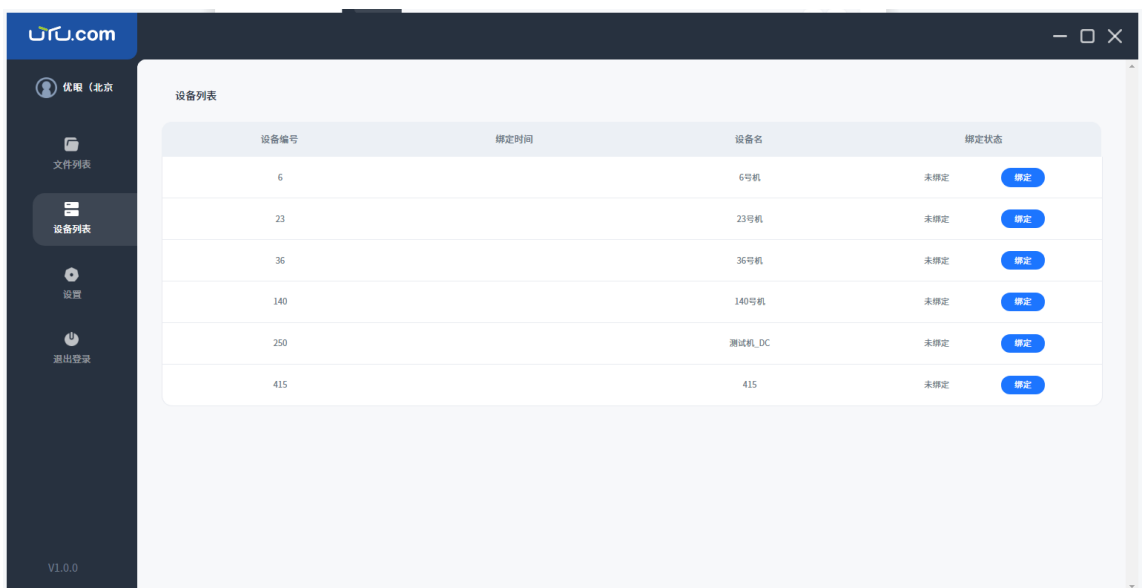 UTU.com
优眼（北京
文件列表
设备列表
设置
退出登录
V1.0.0
设备列表
设备编号 绑定时间 设备名 绑定状态
6 6号机 未绑定 绑定
23 23号机 未绑定 绑定
36 36号机 未绑定 绑定
140 140号机 未绑定 绑定
250 测试机_DC 未绑定 绑定
415 415 未绑定 绑定